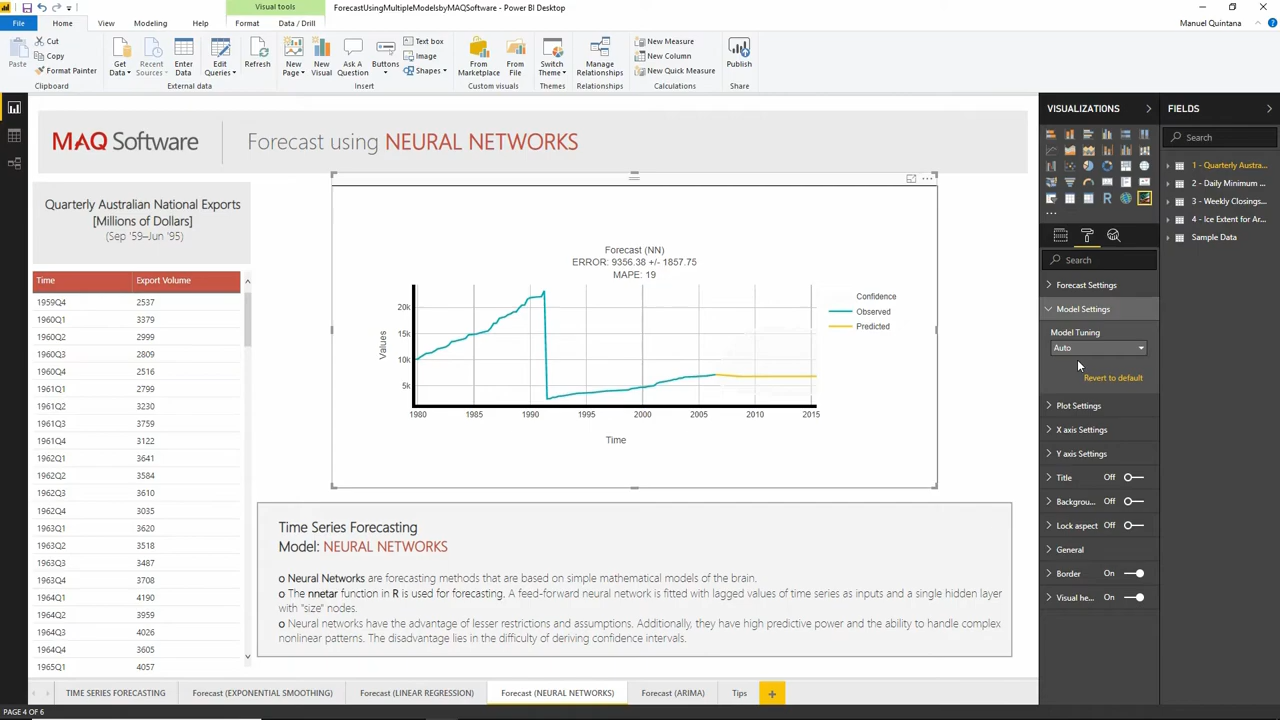 Visual tools
ForecastUsingMultipleModelsbyMAQSoftware - Power BI Desktop
Manuel Quintana
File Home View Modeling Help Format Data / Drill
Paste
Cut
Copy
Format Painter
Clipboard
Get Data
Recent Sources
Enter Data
Edit Queries
External data
Refresh
New Page
New Visual
Ask A Question
Buttons
Text box
Image
Shapes
Insert
From Marketplace
From File
Custom visuals
Switch Theme
Themes
Manage Relationships
Relationships
New Measure
New Column
New Quick Measure
Calculations
Publish
Share
MAQ Software
Forecast using NEURAL NETWORKS
Quarterly Australian National Exports
[Millions of Dollars]
(Sep '59–Jun '95)
Time Export Volume
1959Q4 2537
1960Q1 3379
1960Q2 2999
1960Q3 2809
1960Q4 2516
1961Q1 2799
1961Q2 3230
1961Q3 3759
1961Q4 3122
1962Q1 3641
1962Q2 3584
1962Q3 3610
1962Q4 3035
1963Q1 3620
1963Q2 3518
1963Q3 3487
1963Q4 3708
1964Q1 4190
1964Q2 3959
1964Q3 4026
1964Q4 3605
1965Q1 4057
Forecast (NN)
ERROR: 9356.38 +/- 1857.75
MAPE: 19
Values
20k
15k
10k
5k
1980 1985 1990 1995 2000 2005 2010 2015
Time
Confidence
Observed
Predicted
Time Series Forecasting
Model: NEURAL NETWORKS
o Neural Networks are forecasting methods that are based on simple mathematical models of the brain.
o The nnetar function in R is used for forecasting. A feed-forward neural network is fitted with lagged values of time series as inputs and a single hidden layer
with "size" nodes.
o Neural networks have the advantage of lesser restrictions and assumptions. Additionally, they have high predictive power and the ability to handle complex
nonlinear patterns. The disadvantage lies in the difficulty of deriving confidence intervals.
VISUALIZATIONS
R
Search
Forecast Settings
Model Settings
Model Tuning
Auto
Revert to default
Plot Settings
X axis Settings
Y axis Settings
Title Off
Backgrou... Off
Lock aspect Off
General
Border On
Visual he... On
FIELDS
Search
1 - Quarterly Austra...
2 - Daily Minimum ...
3 - Weekly Closings...
4 - Ice Extent for Ar...
Sample Data
TIME SERIES FORECASTING
Forecast (EXPONENTIAL SMOOTHING)
Forecast (LINEAR REGRESSION)
Forecast (NEURAL NETWORKS)
Forecast (ARIMA)
Tips
PAGE 4 OF 6